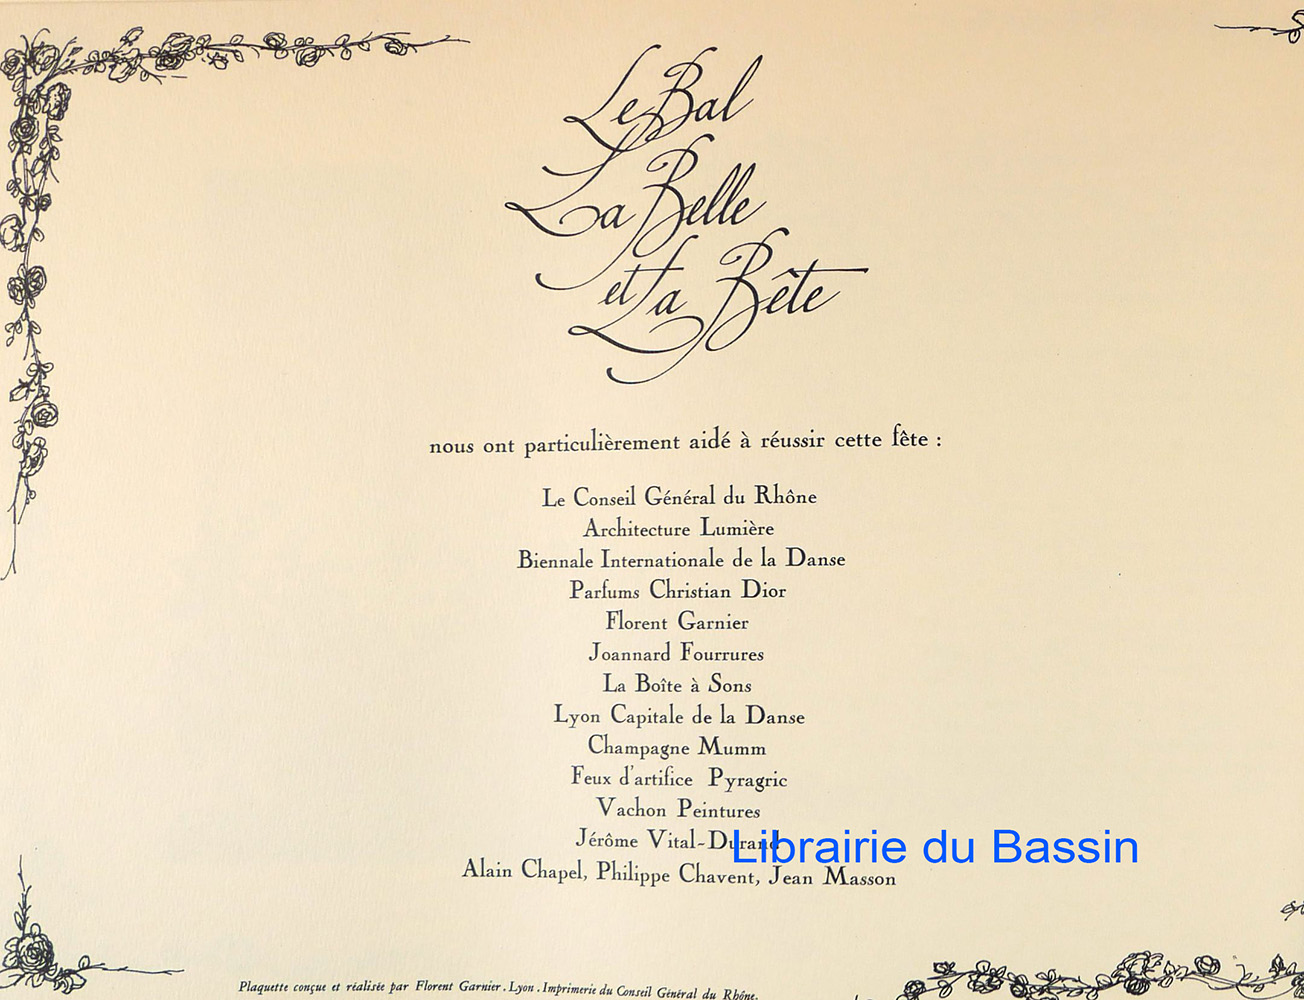 Le Bal
La Belle
et La Bête
nous ont particulièrement aidé à réussir cette fête :
Le Conseil Général du Rhône
Architecture Lumière
Biennale Internationale de la Danse
Parfums Christian Dior
Florent Garnier
Joannard Fourrures
La Boîte à Sons
Lyon Capitale de la Danse
Champagne Mumm
Feux d'artifice Pyragric
Vachon Peintures
Jérôme Vital-Durand
Librairie du Bassin
Alain Chapel, Philippe Chavent, Jean Masson
Plaquette conçue et réalisée par Florent Garnier . Lyon . Imprimerie du Conseil Général du Rhône.